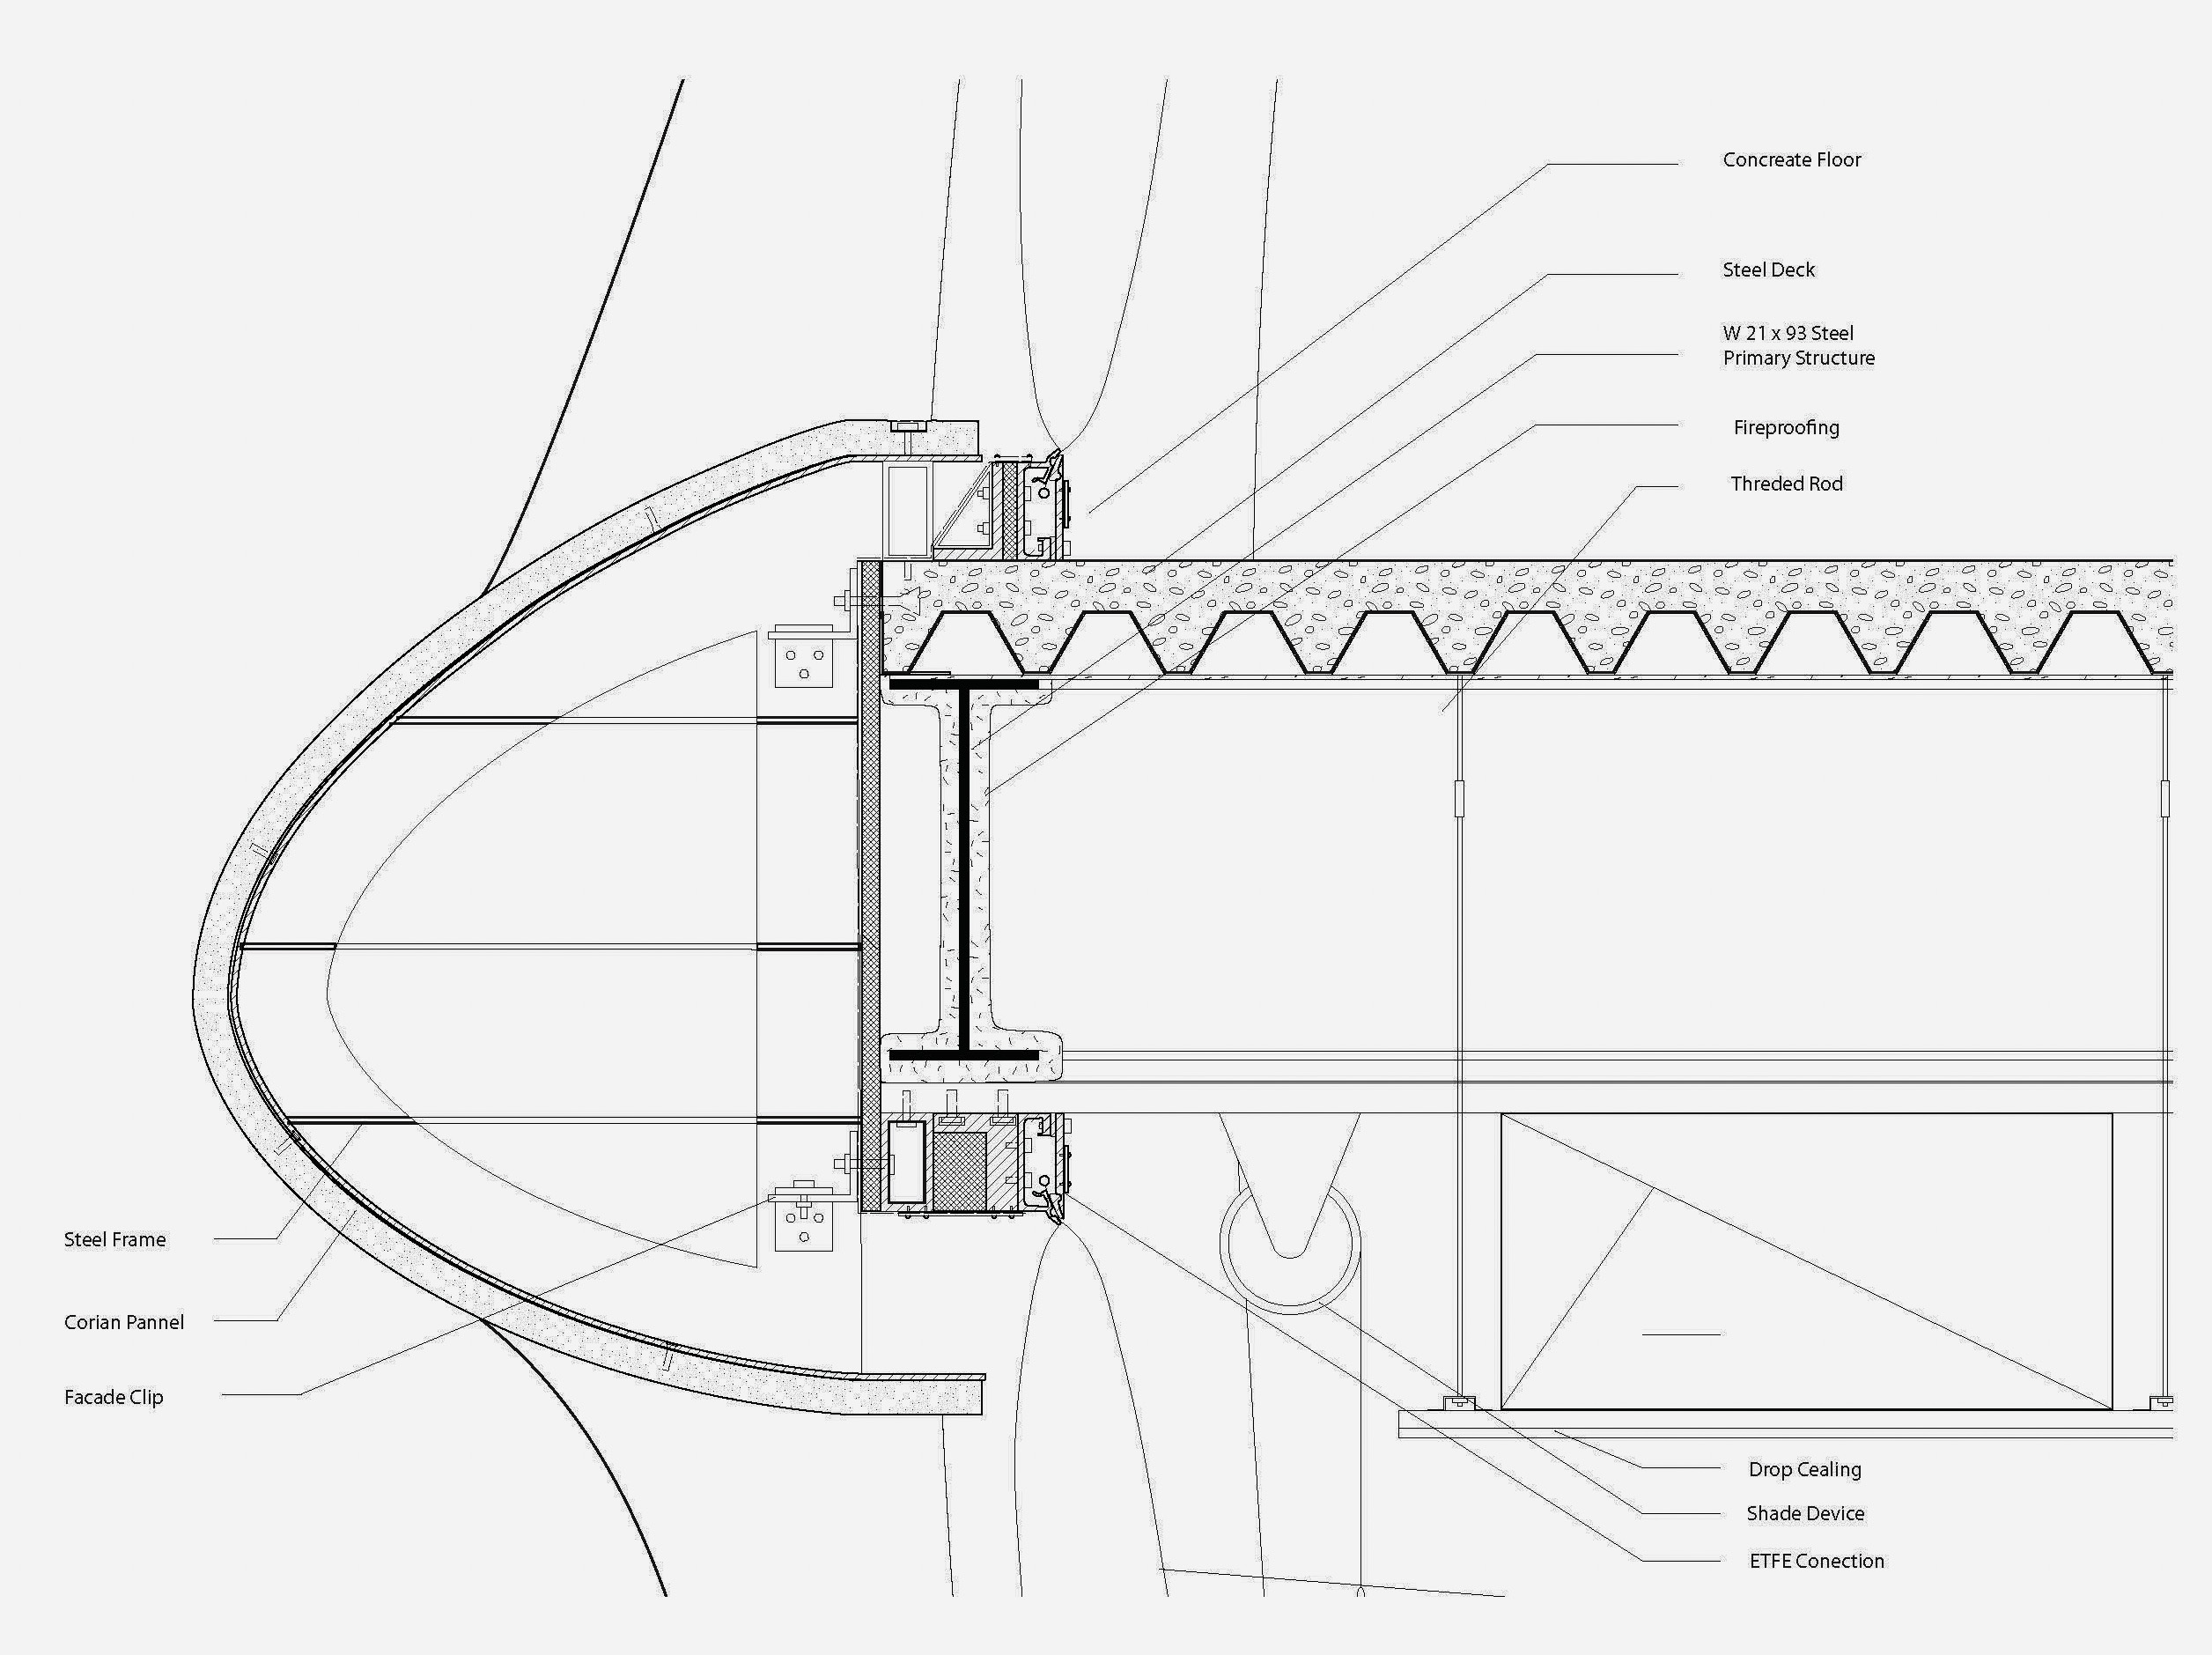 Concreate Floor
Steel Deck
W 21 x 93 Steel
Primary Structure
Fireproofing
Threded Rod
Steel Frame
Corian Pannel
Facade Clip
Drop Cealing
Shade Device
ETFE Conection